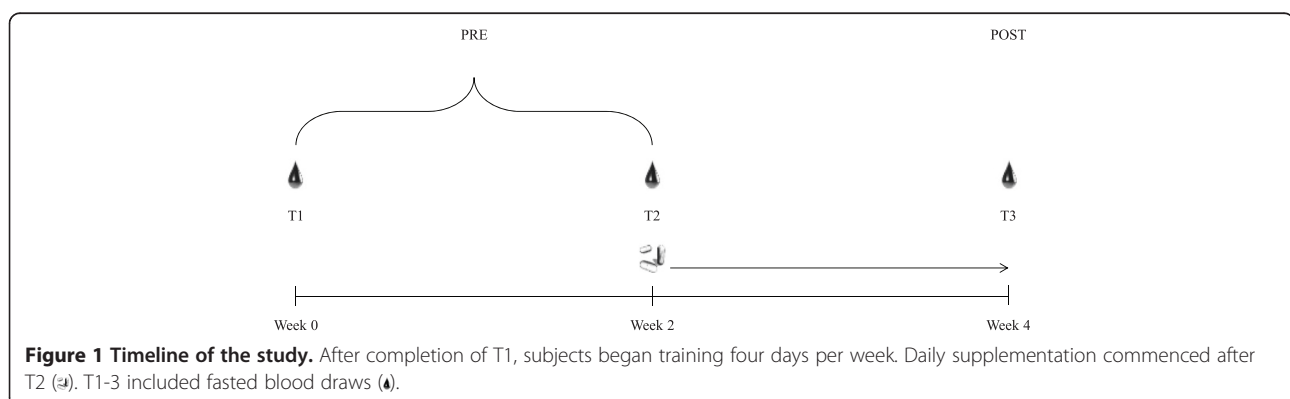 PRE POST
T1 T2 T3
Week 0 Week 2 Week 4
Figure 1 Timeline of the study. After completion of T1, subjects began training four days per week. Daily supplementation commenced after
T2 (). T1-3 included fasted blood draws ().